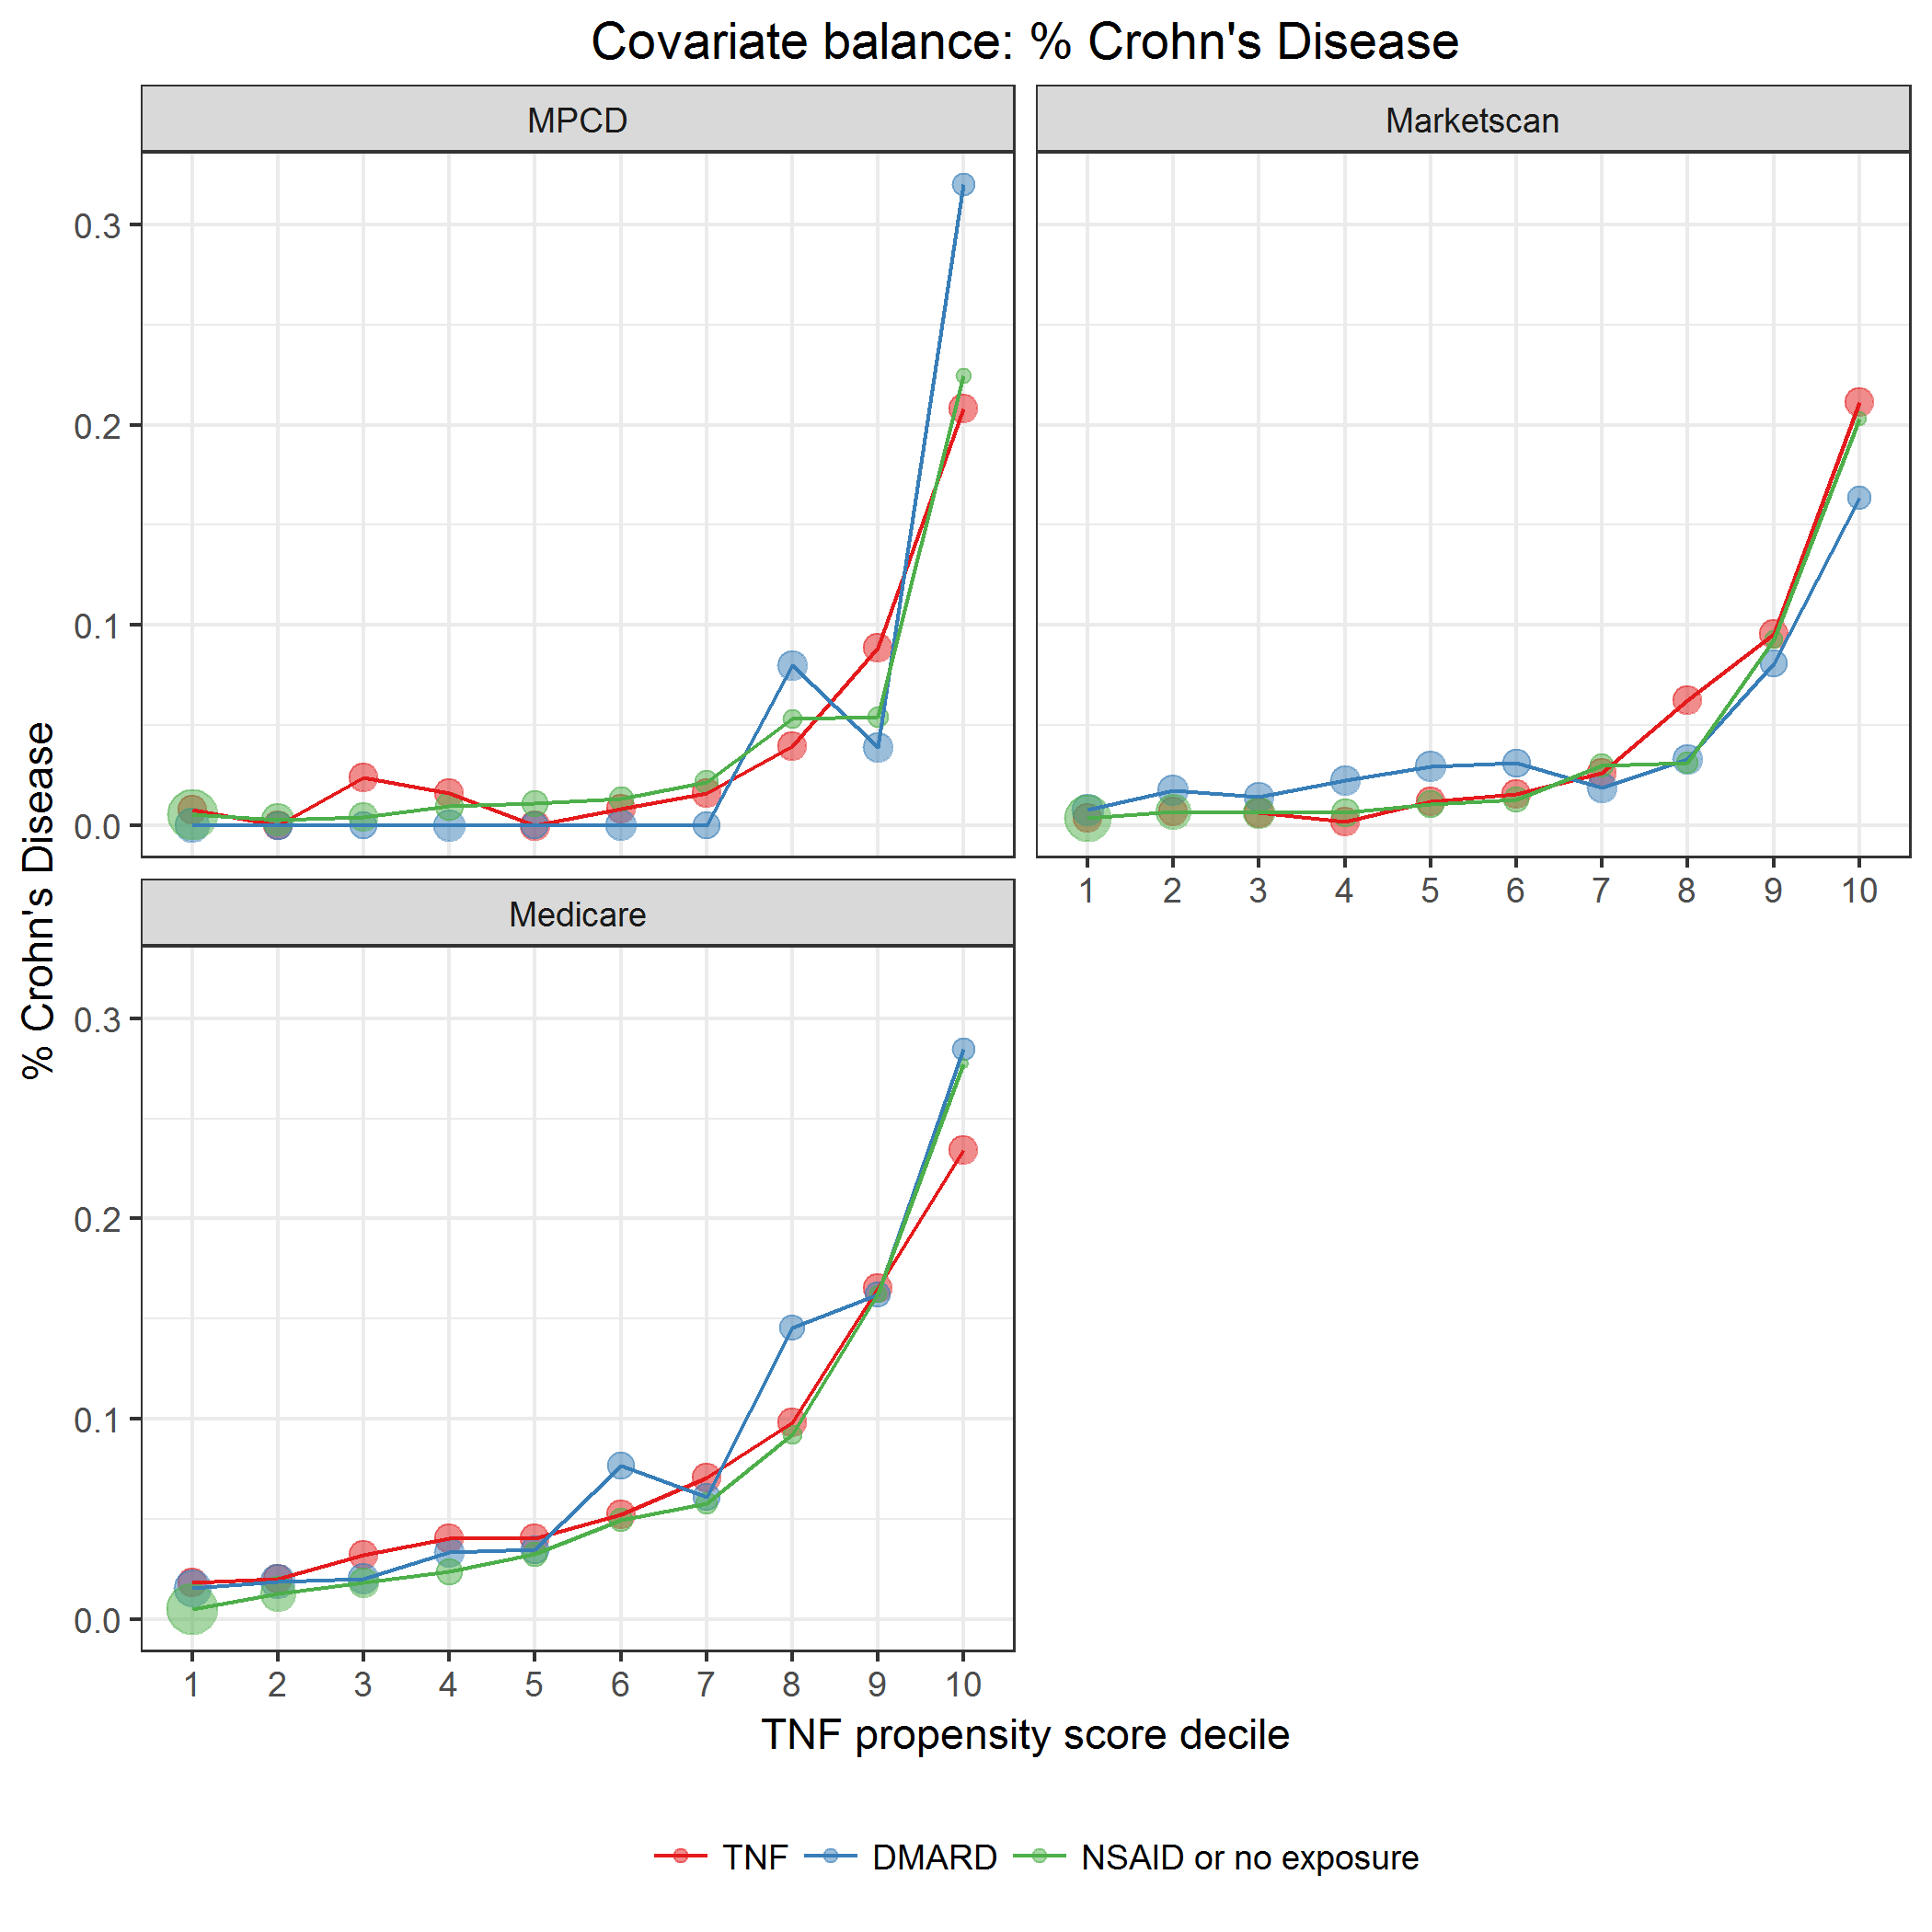 Covariate balance: % Crohn's Disease
MPCD
Marketscan
0.3
0.2
0.1
0.0
1 2 3 4 5 6 7 8 9 10
Medicare
0.3
0.2
0.1
0.0
1 2 3 4 5 6 7 8 9 10
% Crohn's Disease
TNF propensity score decile
TNF DMARD NSAID or no exposure